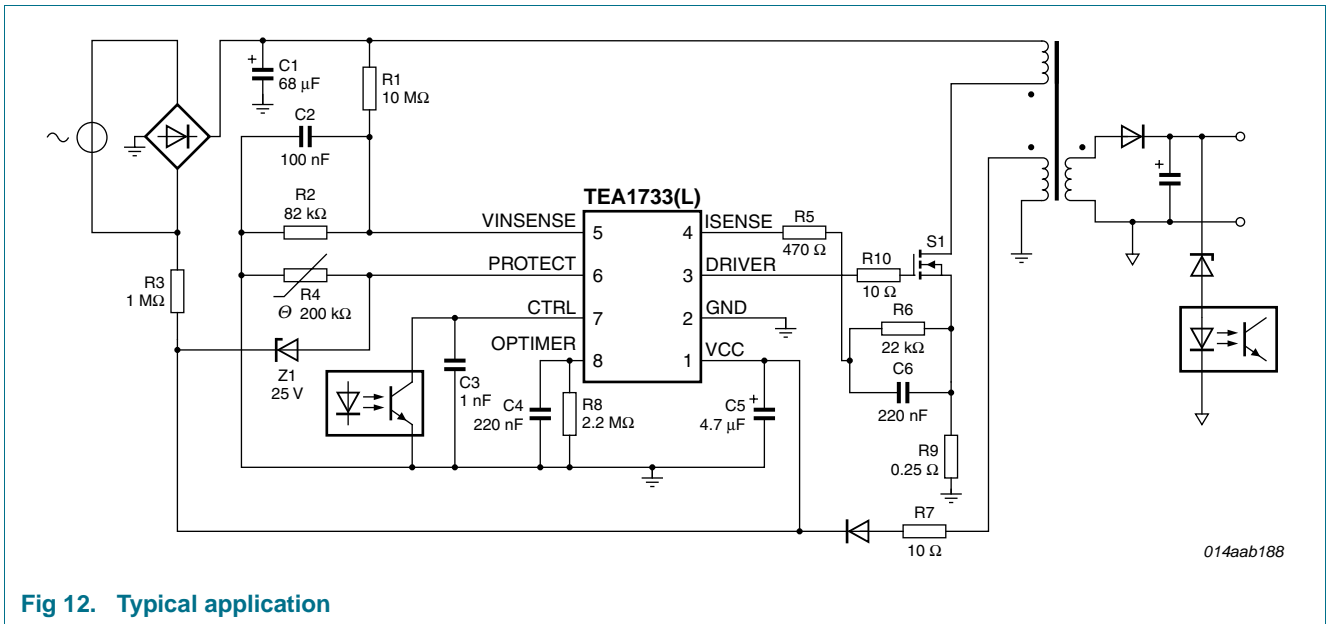 C1
68 μF
R1
10 MΩ
C2
100 nF
TEA1733(L)
R2
82 kΩ
VINSENSE
5
4
ISENSE
R5
470 Ω
S1
PROTECT
6
3
DRIVER
R10
10 Ω
R3
1 MΩ
R4
Θ 200 kΩ
CTRL
7
2
GND
R6
22 kΩ
OPTIMER
8
1
VCC
C6
220 nF
Z1
25 V
C3
1 nF
C4
220 nF
R8
2.2 MΩ
C5
4.7 μF
R9
0.25 Ω
R7
10 Ω
014aab188
Fig 12. Typical application